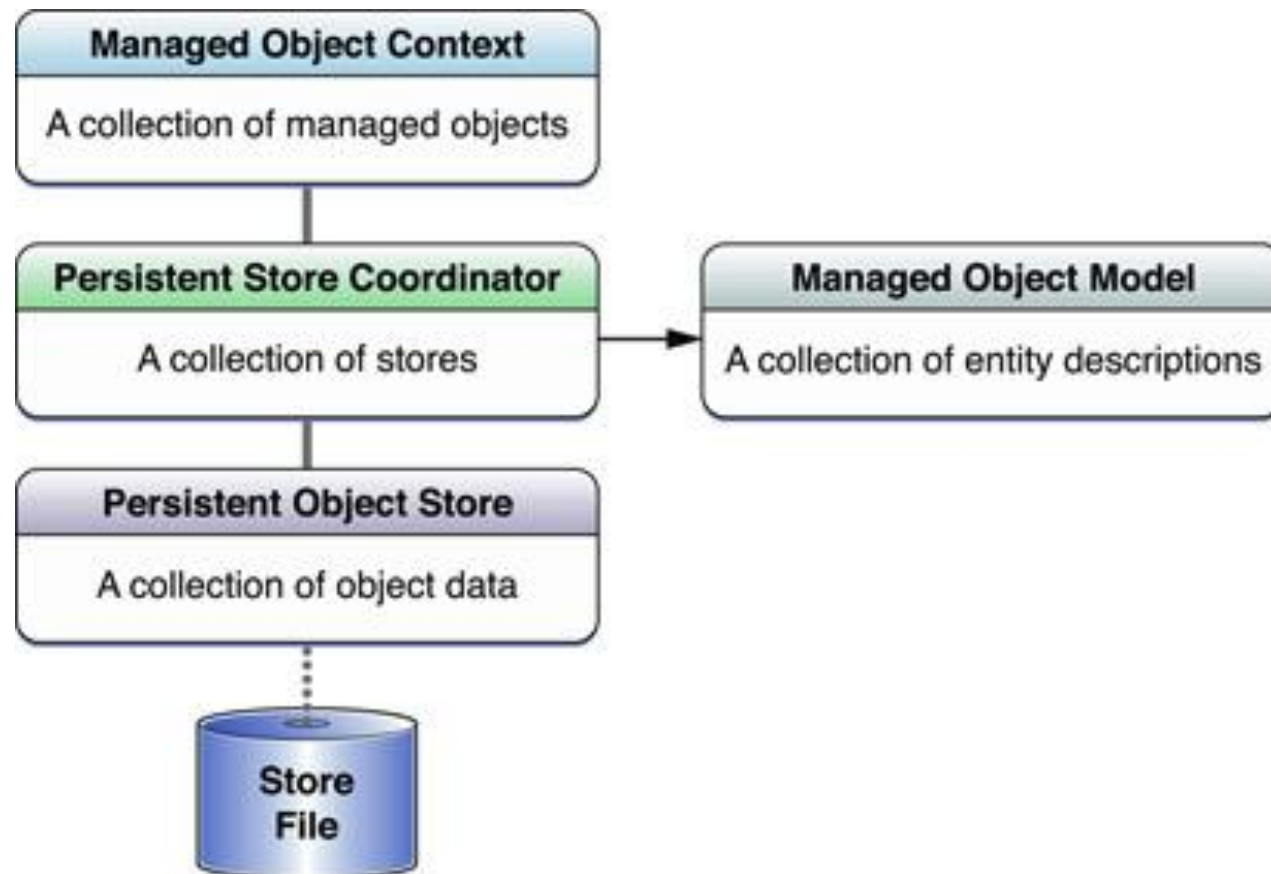 Managed Object Context
A collection of managed objects
Persistent Store Coordinator
A collection of stores
Managed Object Model
A collection of entity descriptions
Persistent Object Store
A collection of object data
Store
File